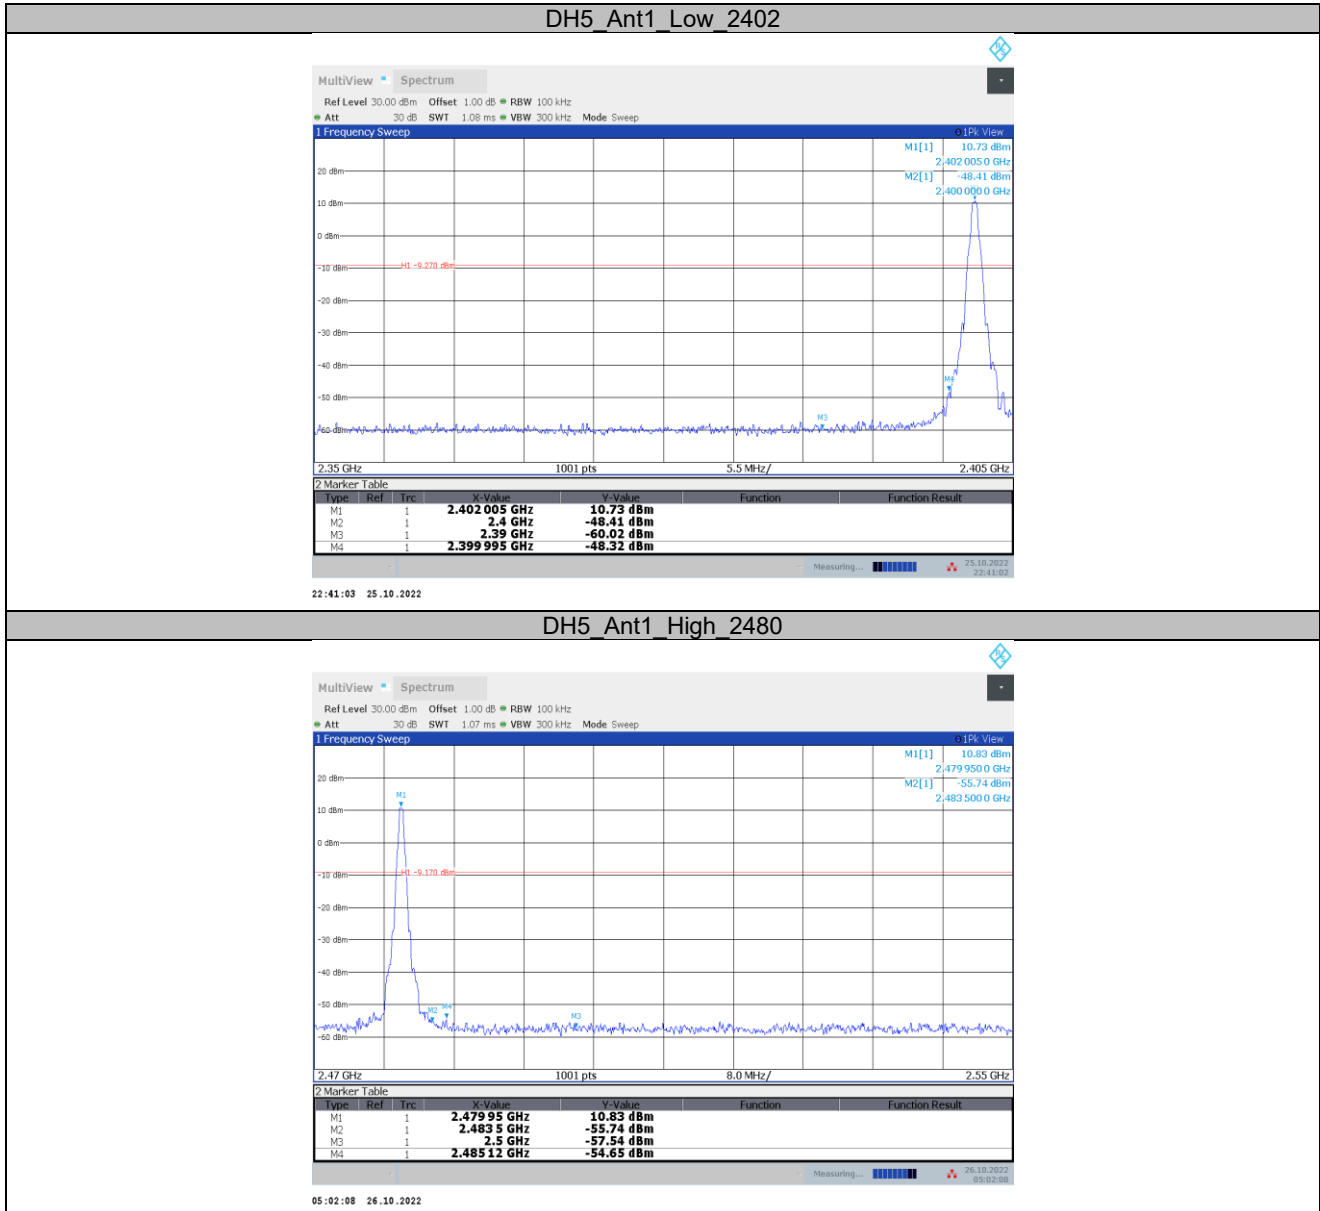 DH5_Ant1_Low_2402
MultiView Spectrum
Ref Level 30.00 dBm Offset 1.00 dB RBW 100 kHz
Att 30 dB SWT 1.08 ms VBW 300 kHz Mode Sweep
1 Frequency Sweep 1Pk View
M1[1] 10.73 dBm
2.402 005 0 GHz
M2[1] -48.41 dBm
2.400 000 0 GHz
20 dBm
10 dBm
0 dBm
H1 -9.270 dBm
-10 dBm
-20 dBm
-30 dBm
-40 dBm
M4
-50 dBm
M3
-60 dBm
2.35 GHz 1001 pts 5.5 MHz/ 2.405 GHz
2 Marker Table
Type Ref Trc X-Value Y-Value Function Function Result
M1 1 2.402 005 GHz 10.73 dBm
M2 1 2.4 GHz -48.41 dBm
M3 1 2.39 GHz -60.02 dBm
M4 1 2.399 995 GHz -48.32 dBm
Measuring... 25.10.2022
22:41:02
22:41:03 25.10.2022
DH5_Ant1_High_2480
MultiView Spectrum
Ref Level 30.00 dBm Offset 1.00 dB RBW 100 kHz
Att 30 dB SWT 1.07 ms VBW 300 kHz Mode Sweep
1 Frequency Sweep 1Pk View
M1[1] 10.83 dBm
2.479 950 0 GHz
M2[1] -55.74 dBm
2.483 500 0 GHz
20 dBm
M1
10 dBm
0 dBm
H1 -9.170 dBm
-10 dBm
-20 dBm
-30 dBm
-40 dBm
-50 dBm
M2 M4
M3
-60 dBm
2.47 GHz 1001 pts 8.0 MHz/ 2.55 GHz
2 Marker Table
Type Ref Trc X-Value Y-Value Function Function Result
M1 1 2.479 95 GHz 10.83 dBm
M2 1 2.483 5 GHz -55.74 dBm
M3 1 2.5 GHz -57.54 dBm
M4 1 2.485 12 GHz -54.65 dBm
Measuring... 26.10.2022
05:02:08
05:02:08 26.10.2022